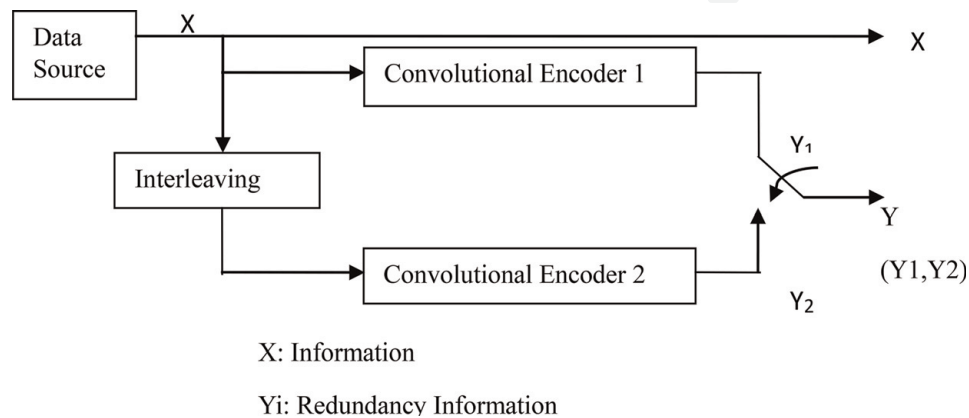 Data
Source
X
X
Convolutional Encoder 1
Interleaving
Y₁
Y
Convolutional Encoder 2
(Y1,Y2)
Y₂
X: Information
Yi: Redundancy Information